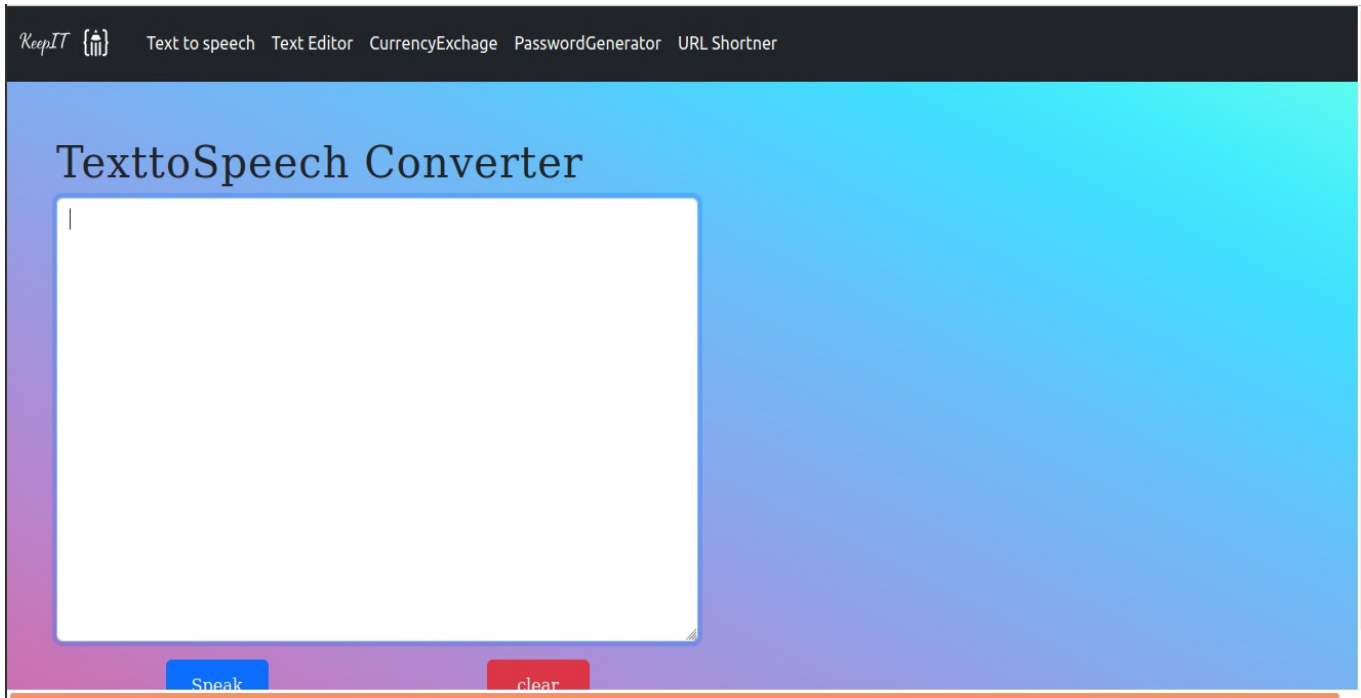 KeepIT Text to speech Text Editor CurrencyExchage PasswordGenerator URL Shortner
TexttoSpeech Converter
Speak clear